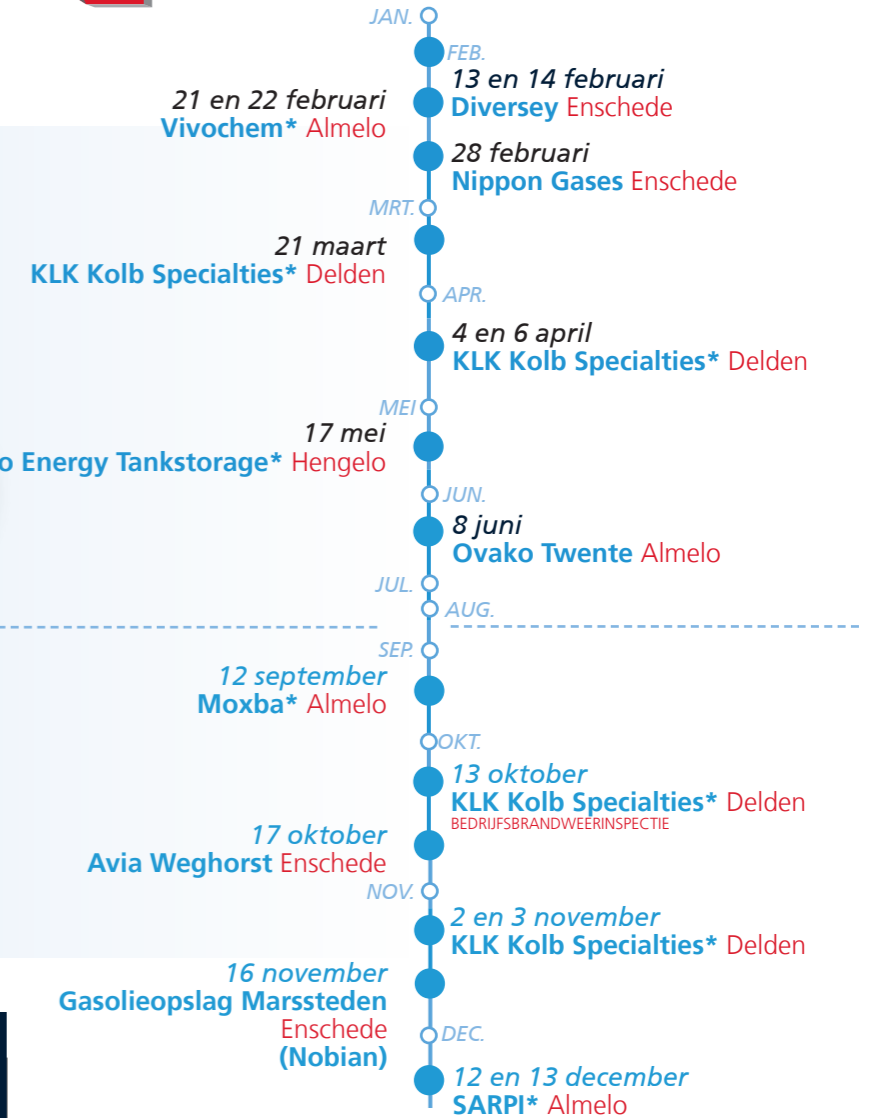 JAN.
FEB.
13 en 14 februari
Diversey Enschede
21 en 22 februari
Vivochem* Almelo
28 februari
Nippon Gases Enschede
MRT.
21 maart
KLK Kolb Specialties* Delden
APR.
4 en 6 april
KLK Kolb Specialties* Delden
MEI
17 mei
o Energy Tankstorage* Hengelo
JUN.
8 juni
Ovako Twente Almelo
JUL.
AUG.
SEP.
12 september
Moxba* Almelo
OKT.
13 oktober
KLK Kolb Specialties* Delden
BEDRIJFSBRANDWEERINSPECTIE
17 oktober
Avia Weghorst Enschede
NOV.
2 en 3 november
KLK Kolb Specialties* Delden
16 november
Gasolieopslag Marssteden
Enschede
(Nobian)
DEC.
12 en 13 december
SARPI* Almelo